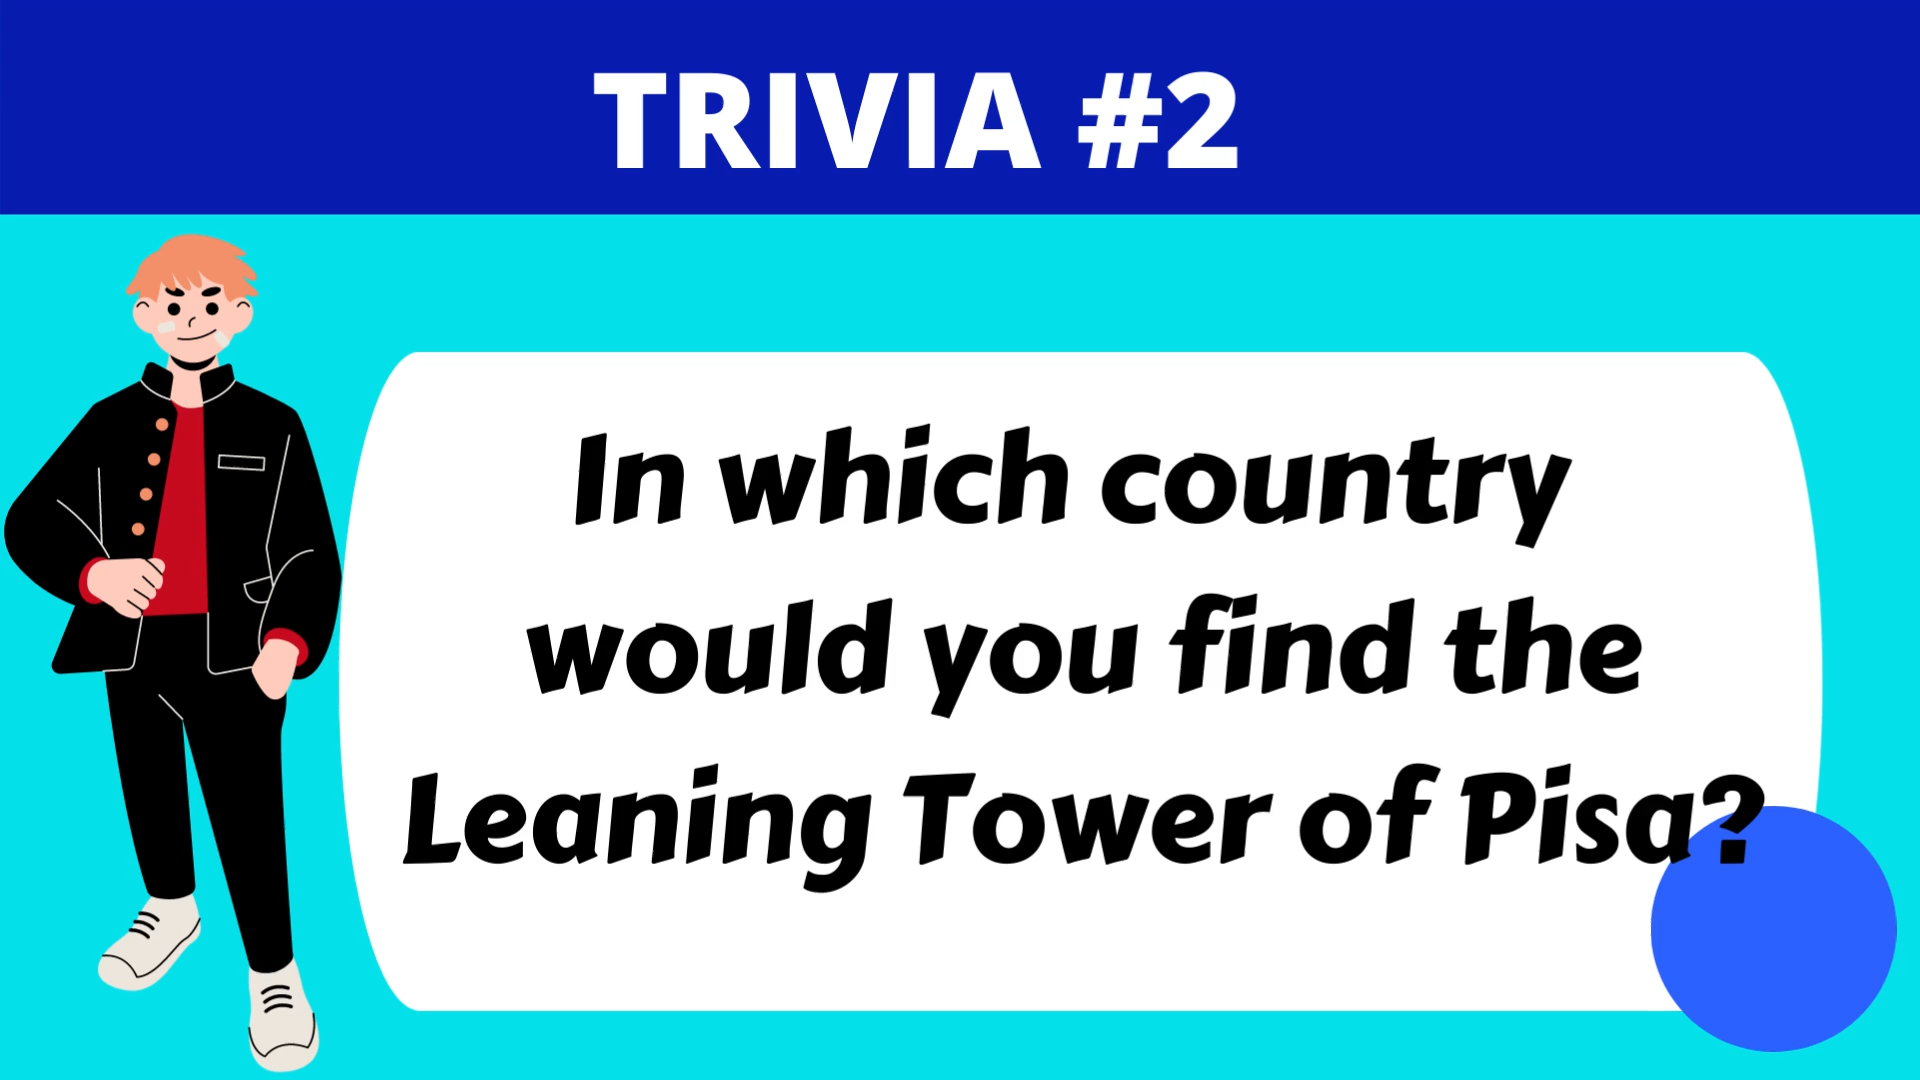 TRIVIA #2
In which country
would you find the
Leaning Tower of Pisa?